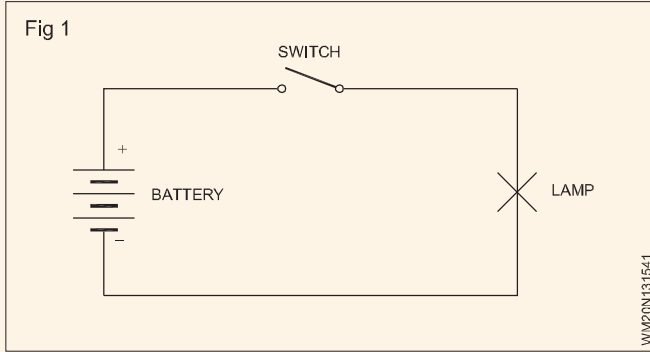 Fig 1
SWITCH
+
BATTERY
LAMP
–
WM20N131541